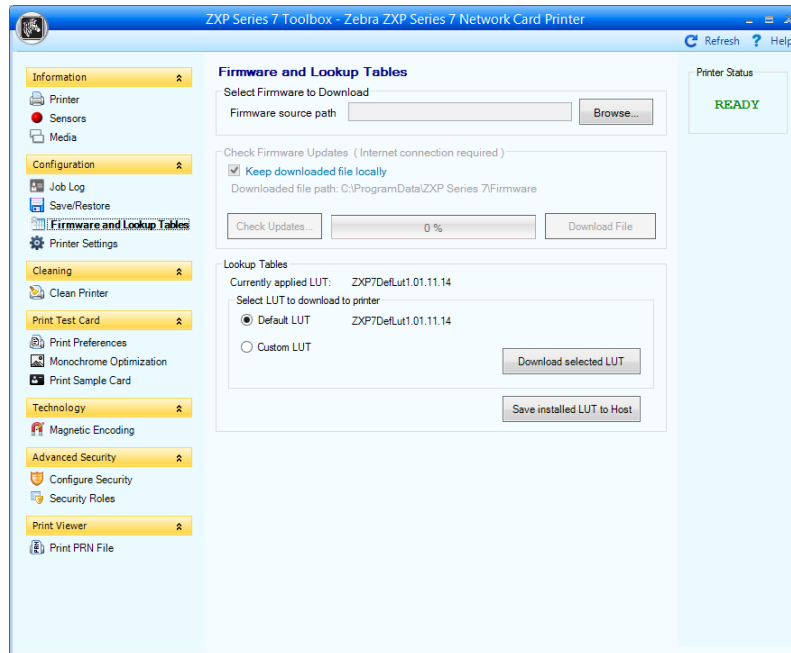 ZXP Series 7 Toolbox - Zebra ZXP Series 7 Network Card Printer
Refresh ? Help
Information
Printer
Sensors
Media
Configuration
Job Log
Save/Restore
Firmware and Lookup Tables
Printer Settings
Cleaning
Clean Printer
Print Test Card
Print Preferences
Monochrome Optimization
Print Sample Card
Technology
Magnetic Encoding
Advanced Security
Configure Security
Security Roles
Print Viewer
Print PRN File
Firmware and Lookup Tables
Select Firmware to Download
Firmware source path
Browse...
Check Firmware Updates ( Internet connection required )
Keep downloaded file locally
Downloaded file path: C:\ProgramData\ZXP Series 7\Firmware
Check Updates... 0 % Download File
Lookup Tables
Currently applied LUT: ZXP7DefLut1.01.11.14
Select LUT to download to printer
Default LUT ZXP7DefLut1.01.11.14
Custom LUT
Download selected LUT
Save installed LUT to Host
Printer Status
READY